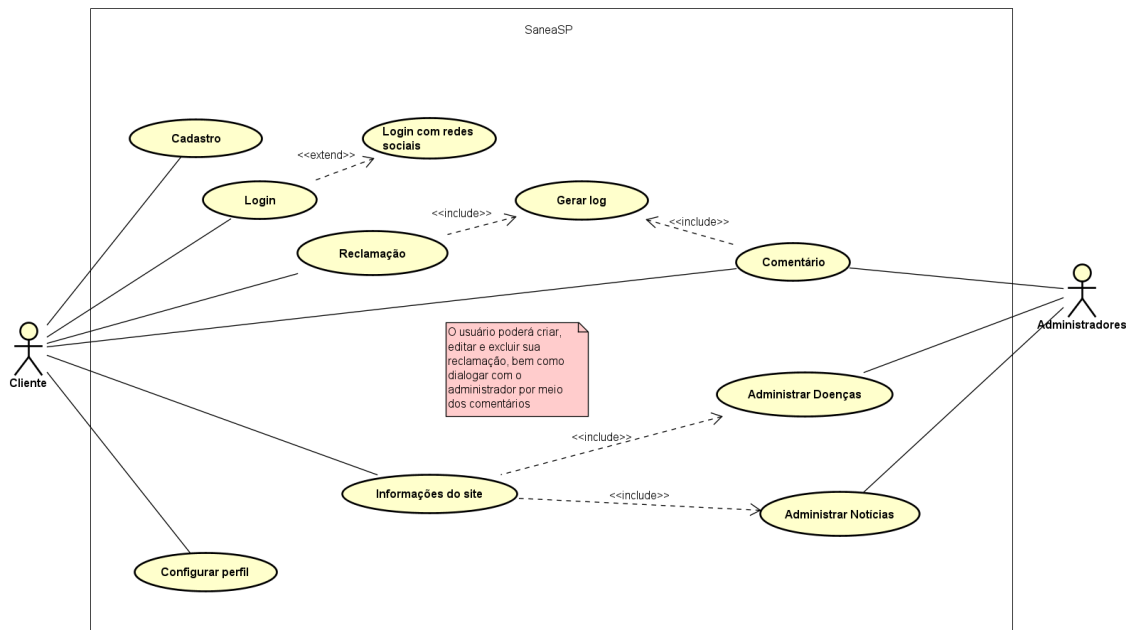 SaneaSP
Cadastro
Login com redes
sociais
<<extend>>
Login
Gerar log
<<include>>
<<include>>
Reclamação
Comentário
Administradores
O usuário poderá criar,
editar e excluir sua
reclamação, bem como
dialogar com o
administrador por meio
dos comentários
Cliente
Administrar Doenças
<<include>>
Informações do site
<<include>>
Administrar Notícias
Configurar perfil